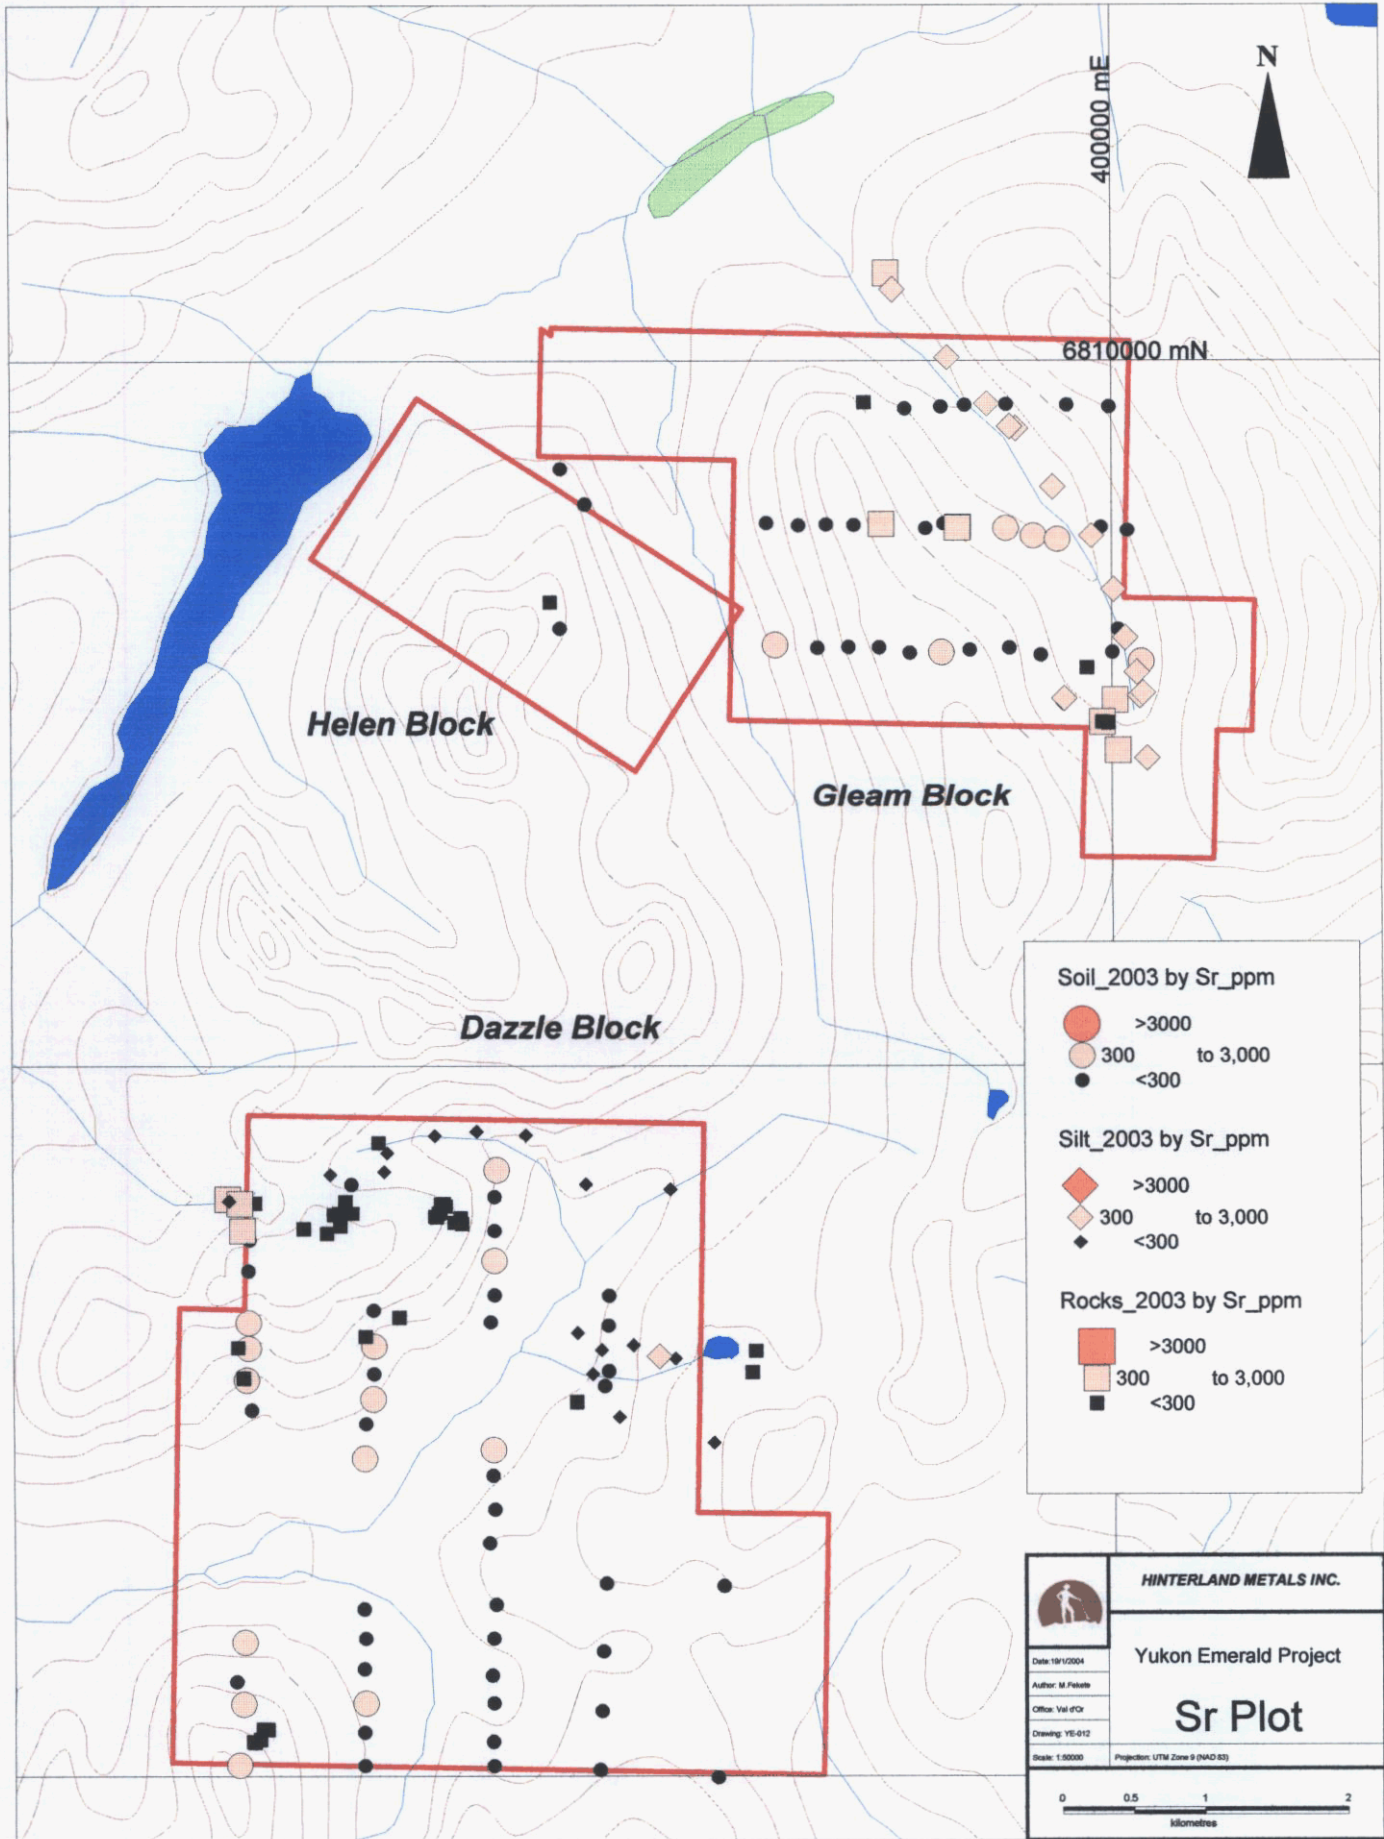 N
400000 mE
6810000 mN
Helen Block
Gleam Block
Dazzle Block
Soil_2003 by Sr_ppm
>3000
300 to 3,000
<300
Silt_2003 by Sr_ppm
>3000
300 to 3,000
<300
Rocks_2003 by Sr_ppm
>3000
300 to 3,000
<300
HINTERLAND METALS INC.
Yukon Emerald Project
Sr Plot
Date:19/1/2004
Author: M.Fekete
Office: Val d'Or
Drawing: YE-012
Scale: 1:50000
Projection: UTM Zone 9 (NAD 83)
0 0.5 1 2
kilometres